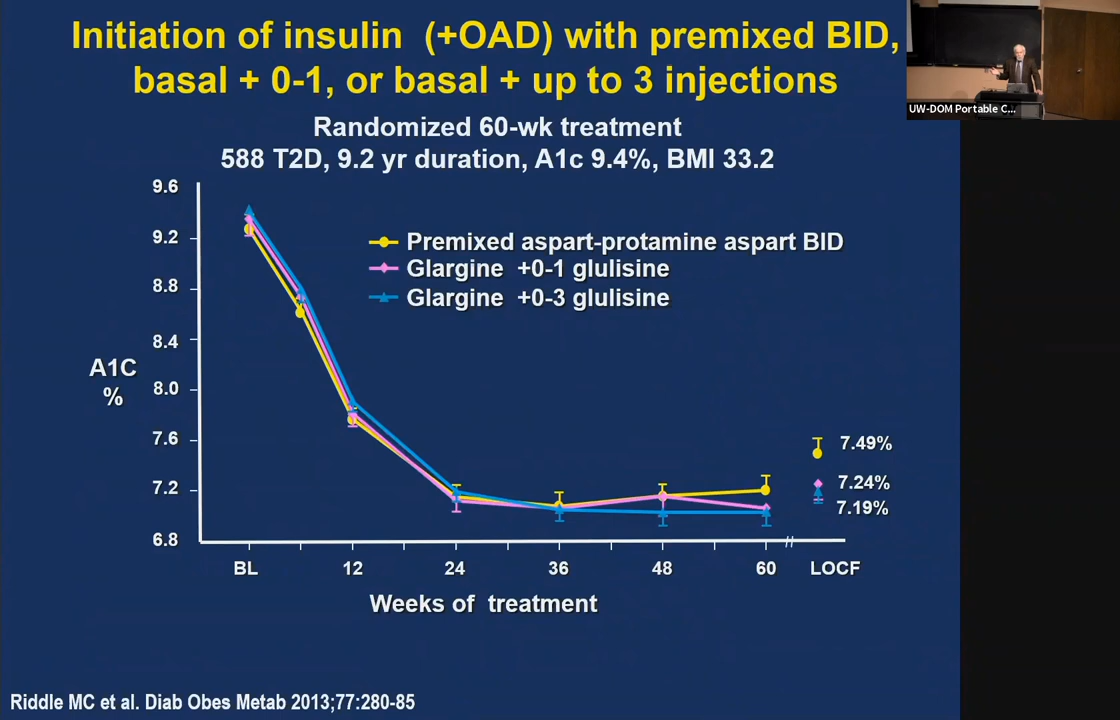 Initiation of insulin (+OAD) with premixed BID,
basal + 0-1, or basal + up to 3 injections
UW-DOM Portable C...
Randomized 60-wk treatment
588 T2D, 9.2 yr duration, A1c 9.4%, BMI 33.2
9.6
9.2
8.8
8.4
8.0
7.6
7.2
6.8
A1C
%
Premixed aspart-protamine aspart BID
Glargine +0-1 glulisine
Glargine +0-3 glulisine
7.49%
7.24%
7.19%
BL 12 24 36 48 60 LOCF
Weeks of treatment
Riddle MC et al. Diab Obes Metab 2013;77:280-85